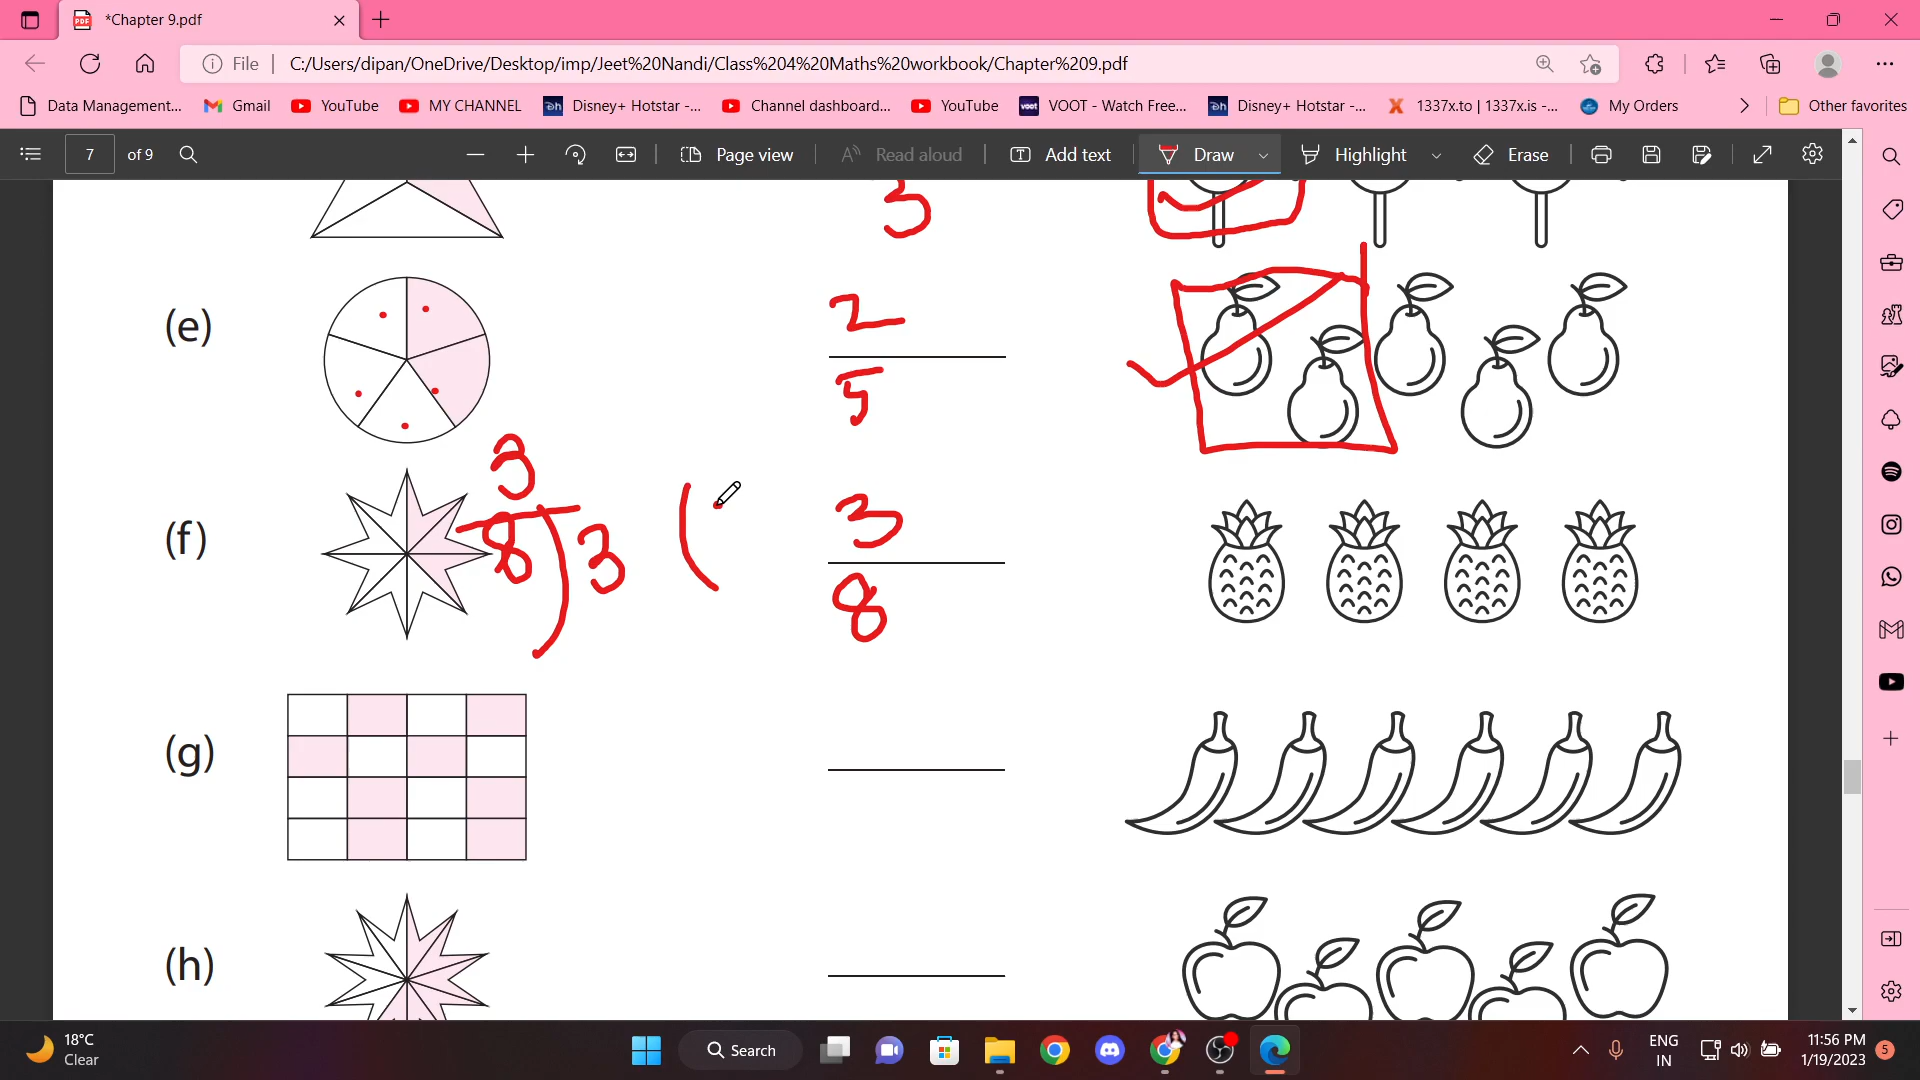 *Chapter 9.pdf
File
C:/Users/dipan/OneDrive/Desktop/imp/Jeet%20Nandi/Class%204%20Maths%20workbook/Chapter%209.pdf
Data Management...
Gmail
YouTube
MY CHANNEL
Disney+ Hotstar -...
Channel dashboard...
YouTube
VOOT - Watch Free...
Disney+ Hotstar -...
1337x.to | 1337x.is -...
My Orders
Other favorites
7 of 9
Page view
Read aloud
Add text
Draw
Highlight
Erase
3
(e)
2
5
(f)
3
8)3(
3
8
(g)
(h)
18°C
Clear
Search
ENG
IN
11:56 PM
1/19/2023
5